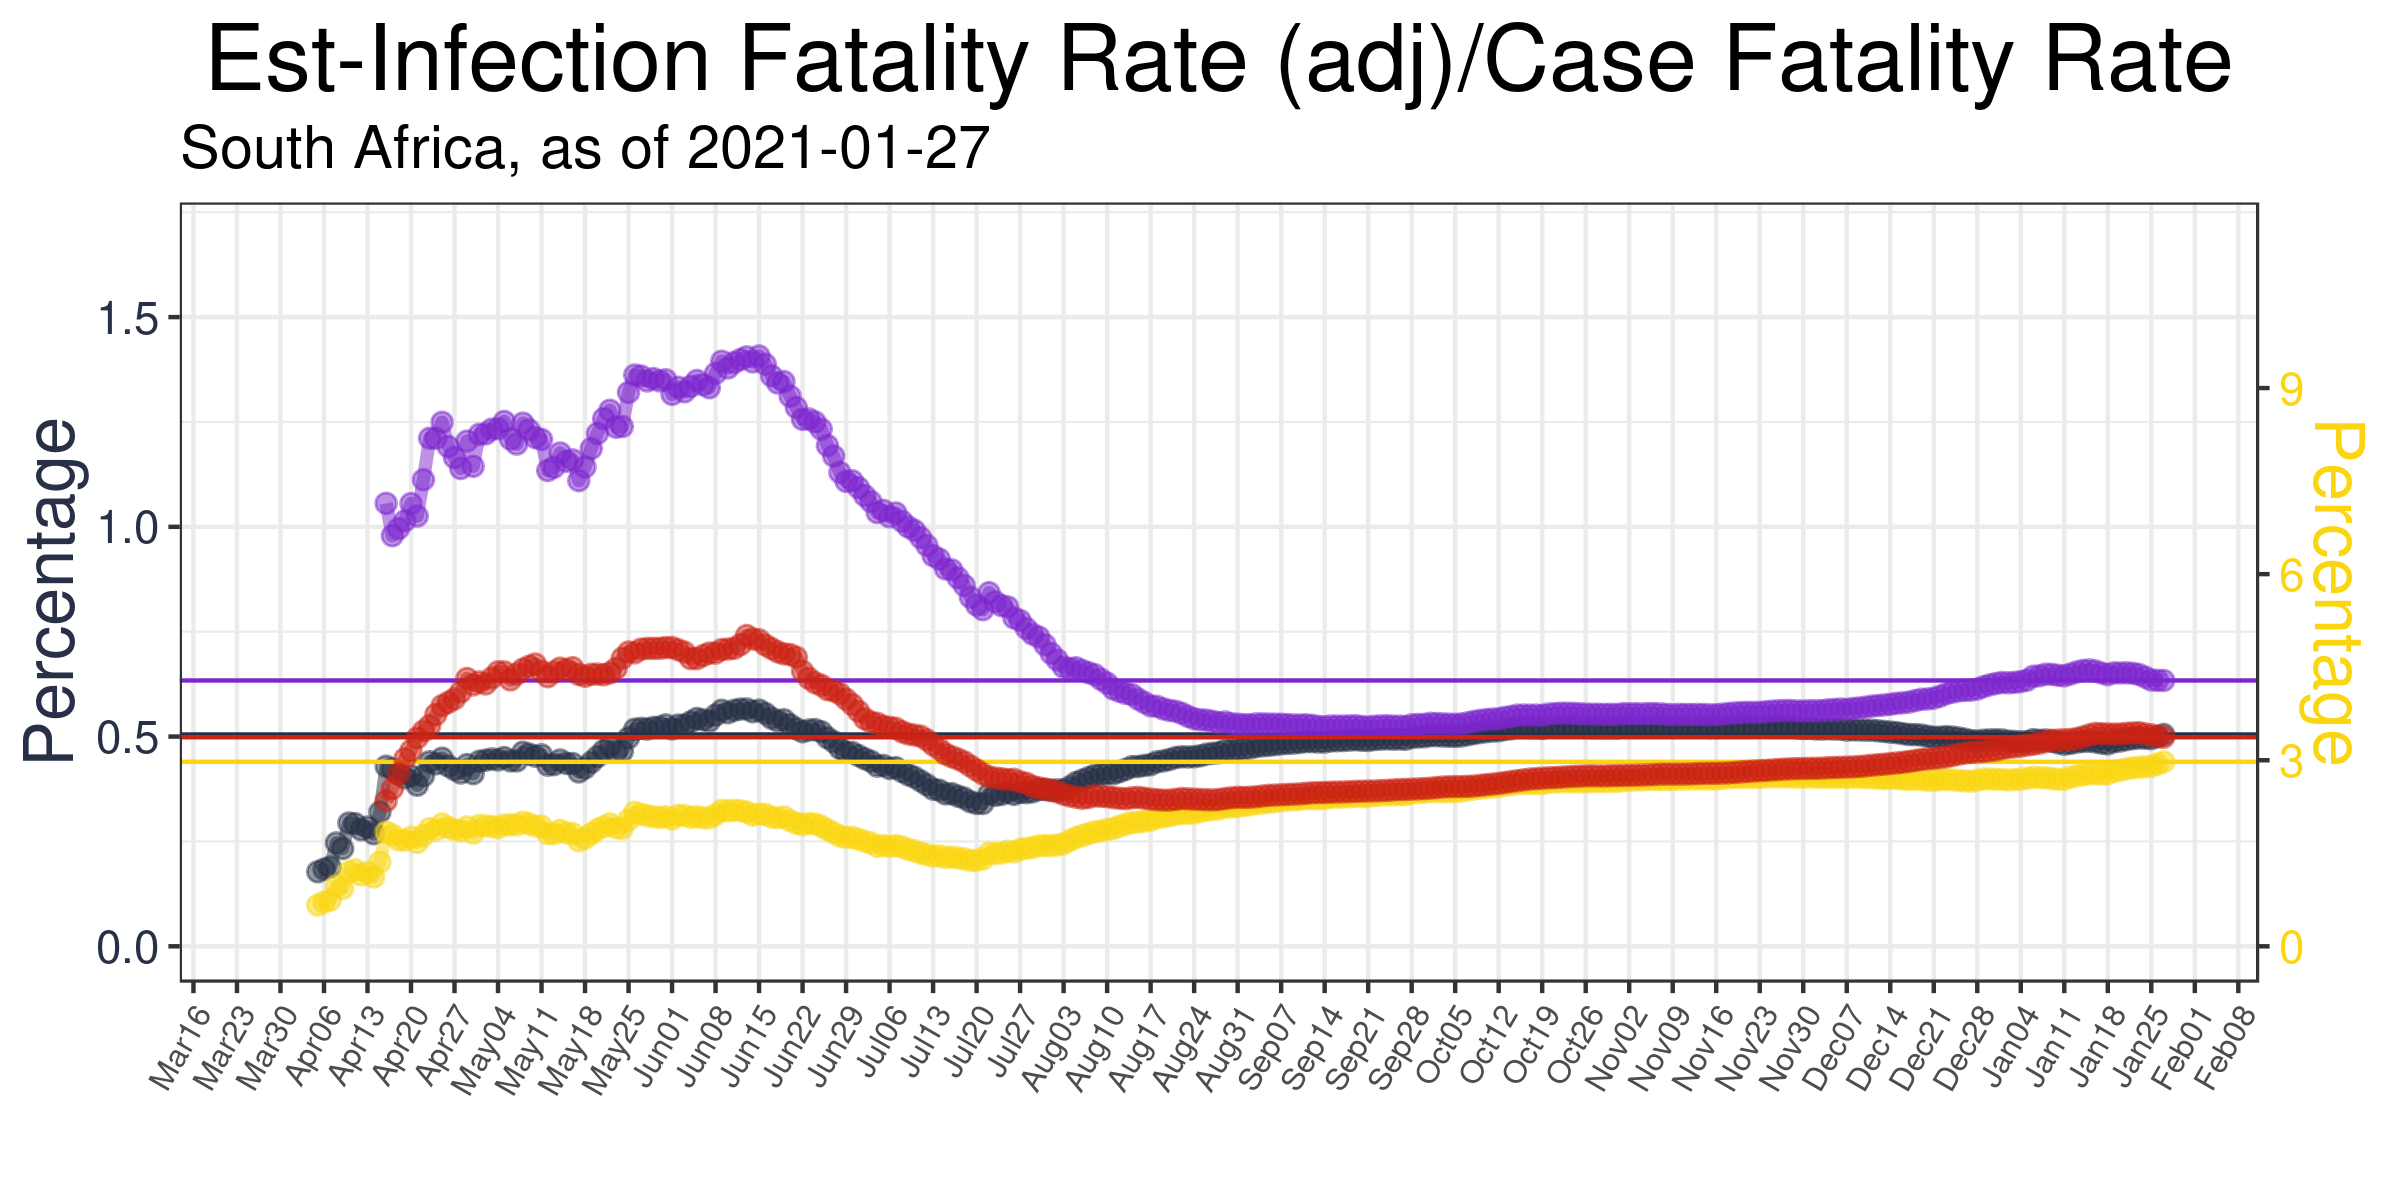 Est-Infection Fatality Rate (adj)/Case Fatality Rate
South Africa, as of 2021-01-27
Percentage
1.5
1.0
0.5
0.0
9
6
3
0
Percentage
Mar16
Mar23
Mar30
Apr06
Apr13
Apr20
Apr27
May04
May11
May18
May25
Jun01
Jun08
Jun15
Jun22
Jun29
Jul06
Jul13
Jul20
Jul27
Aug03
Aug10
Aug17
Aug24
Aug31
Sep07
Sep14
Sep21
Sep28
Oct05
Oct12
Oct19
Oct26
Nov02
Nov09
Nov16
Nov23
Nov30
Dec07
Dec14
Dec21
Dec28
Jan04
Jan11
Jan18
Jan25
Feb01
Feb08